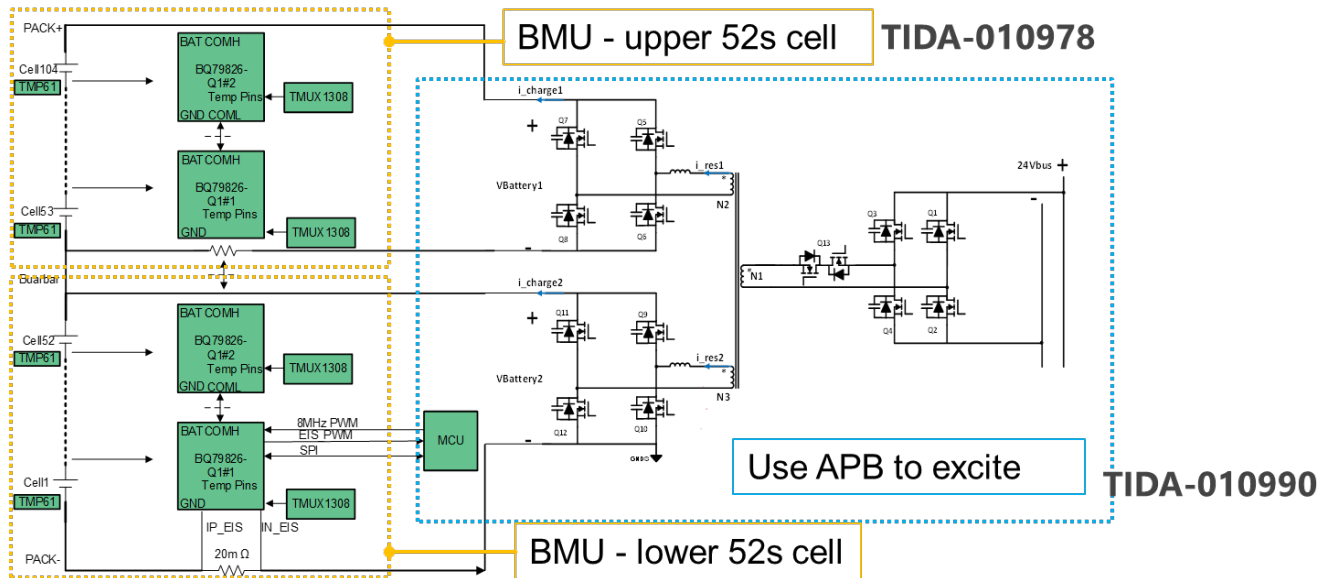 PACK+
Cell104
TMP61
BAT COMH
BQ79826-
Q1#2
Temp Pins
GND COML
TMUX1308
BAT COMH
BQ79826-
Q1#1
Temp Pins
GND
TMUX1308
Cell53
TMP61
Buarbar
BMU - upper 52s cell
TIDA-010978
i_charge1
+
Q7
Q5
i_res1
*
VBattery1
N2
Q8
Q6
-
24Vbus +
-
Q3
Q1
Q13
*N1
Q4
Q2
i_charge2
+
Q11
Q9
i_res2
*
VBattery2
N3
Q12
Q10
-
GND
BAT COMH
BQ79826-
Q1#2
Temp Pins
GND COML
TMUX1308
Cell52
TMP61
BAT COMH
BQ79826-
Q1#1
Temp Pins
GND
TMUX1308
8MHz PWM
EIS_PWM
SPI
MCU
Cell1
TMP61
IP_EIS
IN_EIS
20m Ω
PACK-
Use APB to excite
TIDA-010990
BMU - lower 52s cell